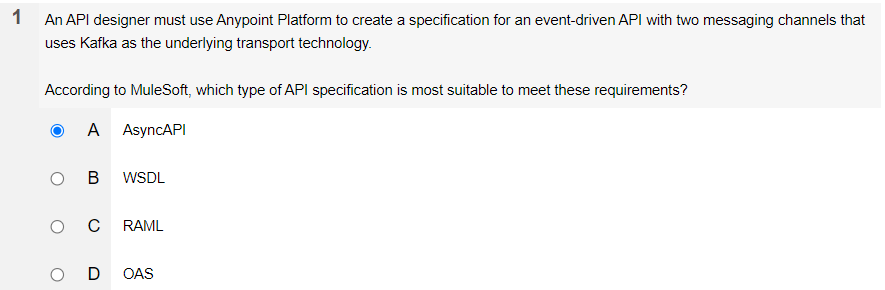 1 An API designer must use Anypoint Platform to create a specification for an event-driven API with two messaging channels that
uses Kafka as the underlying transport technology.
According to MuleSoft, which type of API specification is most suitable to meet these requirements?
A AsyncAPI
B WSDL
C RAML
D OAS